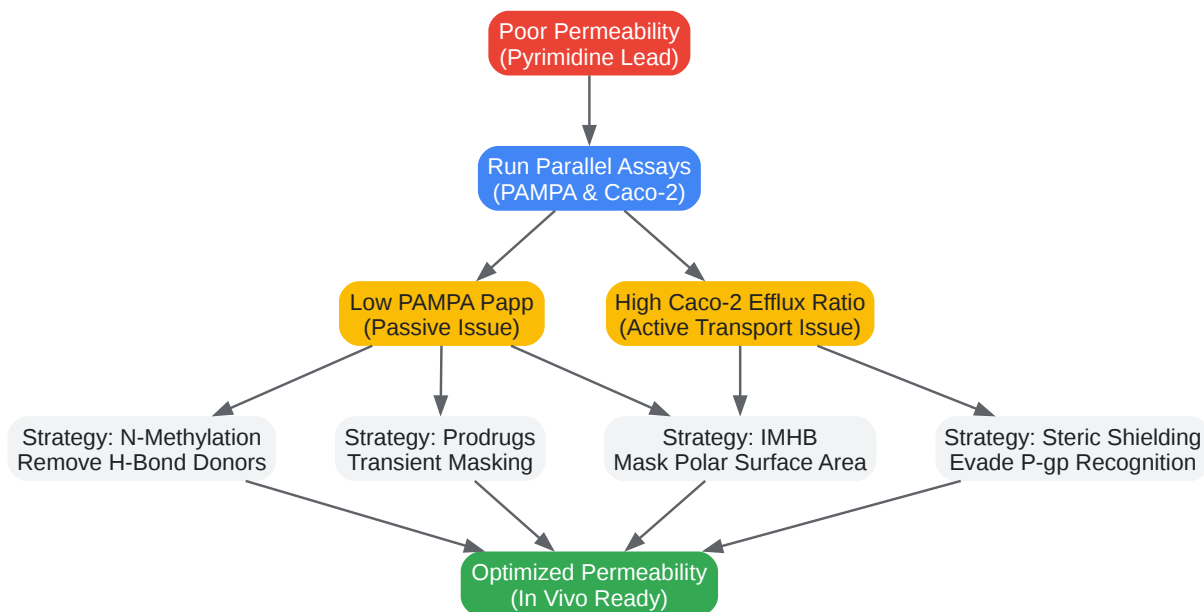 Poor Permeability
(Pyrimidine Lead)
Run Parallel Assays
(PAMPA & Caco-2)
Low PAMPA Papp
(Passive Issue)
High Caco-2 Efflux Ratio
(Active Transport Issue)
Strategy: N-Methylation
Remove H-Bond Donors
Strategy: Prodrugs
Transient Masking
Strategy: IMHB
Mask Polar Surface Area
Strategy: Steric Shielding
Evade P-gp Recognition
Optimized Permeability
(In Vivo Ready)